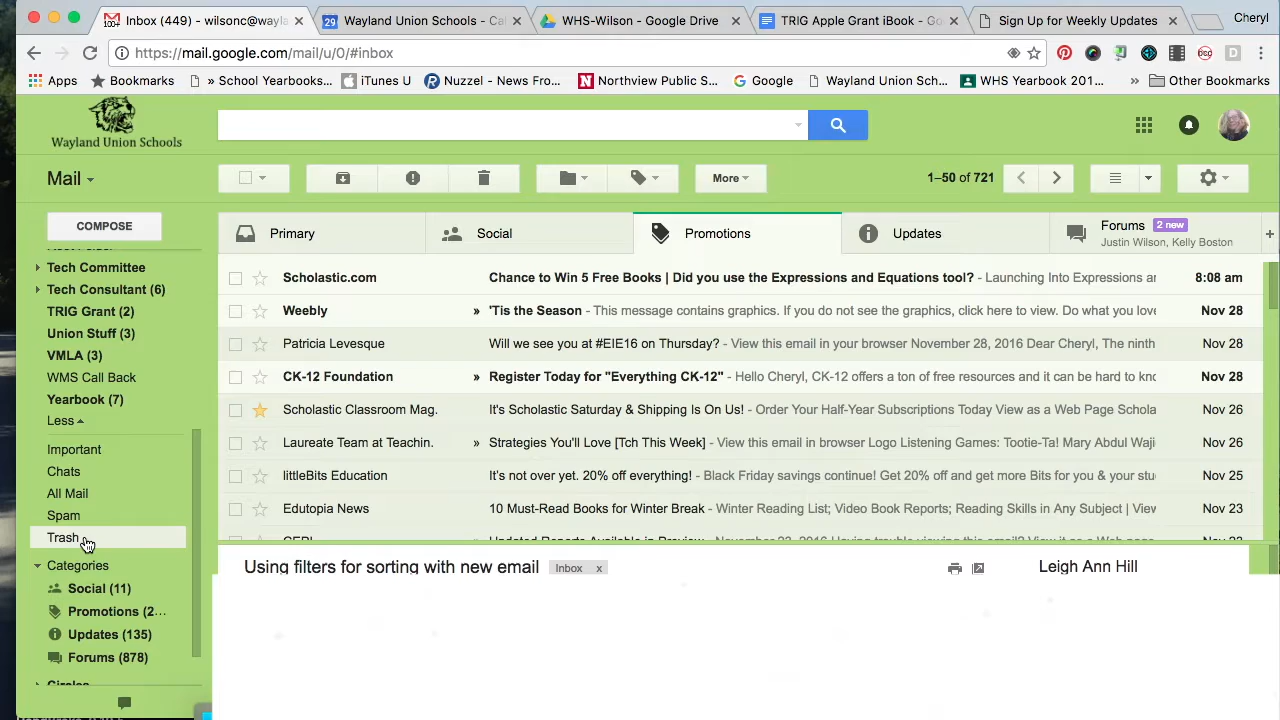 Inbox (449) - wilsonc@wayla
Wayland Union Schools - Cal
WHS-Wilson - Google Drive
TRIG Apple Grant iBook - Go
Sign Up for Weekly Updates
Cheryl
100+
29
https://mail.google.com/mail/u/0/#inbox
Apps
Bookmarks
» School Yearbooks...
iTunes U
Nuzzel - News Fro...
Northview Public S...
Google
Wayland Union Sch...
WHS Yearbook 201...
»
Other Bookmarks
Wayland Union Schools
Mail
More
1–50 of 721
COMPOSE
Primary
Social
Promotions
Updates
Forums 2 new
Justin Wilson, Kelly Boston
Tech Committee
Tech Consultant (6)
TRIG Grant (2)
Union Stuff (3)
VMLA (3)
WMS Call Back
Yearbook (7)
Less
Important
Chats
All Mail
Spam
Trash
Categories
Social (11)
Promotions (2...
Updates (135)
Forums (878)
Circles
Scholastic.com Chance to Win 5 Free Books | Did you use the Expressions and Equations tool? - Launching Into Expressions ar 8:08 am
Weekly » 'Tis the Season - This message contains graphics. If you do not see the graphics, click here to view. Do what you love Nov 28
Patricia Levesque Will we see you at #EIE16 on Thursday? - View this email in your browser November 28, 2016 Dear Cheryl, The ninth Nov 28
CK-12 Foundation » Register Today for "Everything CK-12" - Hello Cheryl, CK-12 offers a ton of free resources and it can be hard to kno Nov 28
Scholastic Classroom Mag. It's Scholastic Saturday & Shipping Is On Us! - Order Your Half-Year Subscriptions Today View as a Web Page Schola Nov 26
Laureate Team at Teachin. » Strategies You'll Love [Tch This Week] - View this email in browser Logo Listening Games: Tootie-Ta! Mary Abdul Waji Nov 26
littleBits Education It's not over yet. 20% off everything! - Black Friday savings continue! Get 20% off and get more Bits for you & your stu Nov 25
Edutopia News 10 Must-Read Books for Winter Break - Winter Reading List; Video Book Reports; Reading Skills in Any Subject | View Nov 23
Using filters for sorting with new email Inbox x
Leigh Ann Hill